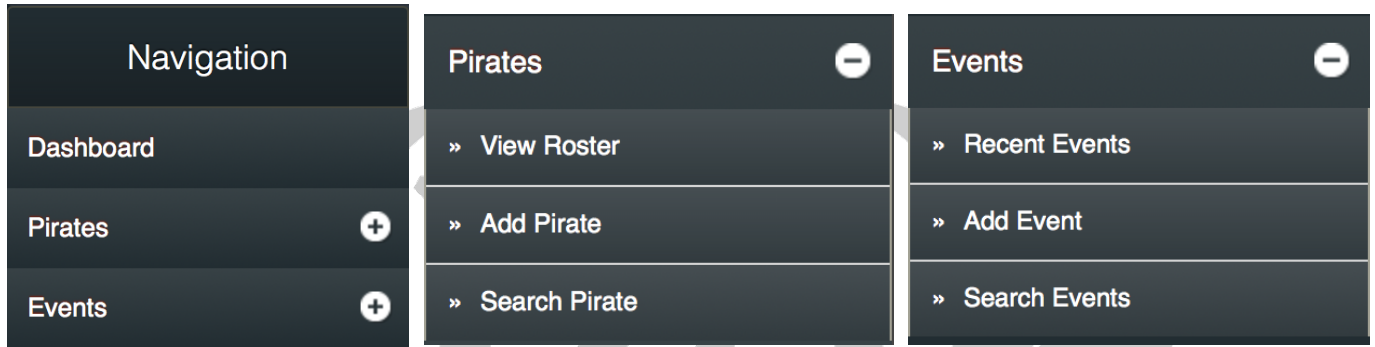 Navigation
Dashboard
Pirates
Events
Pirates
» View Roster
» Add Pirate
» Search Pirate
Events
» Recent Events
» Add Event
» Search Events